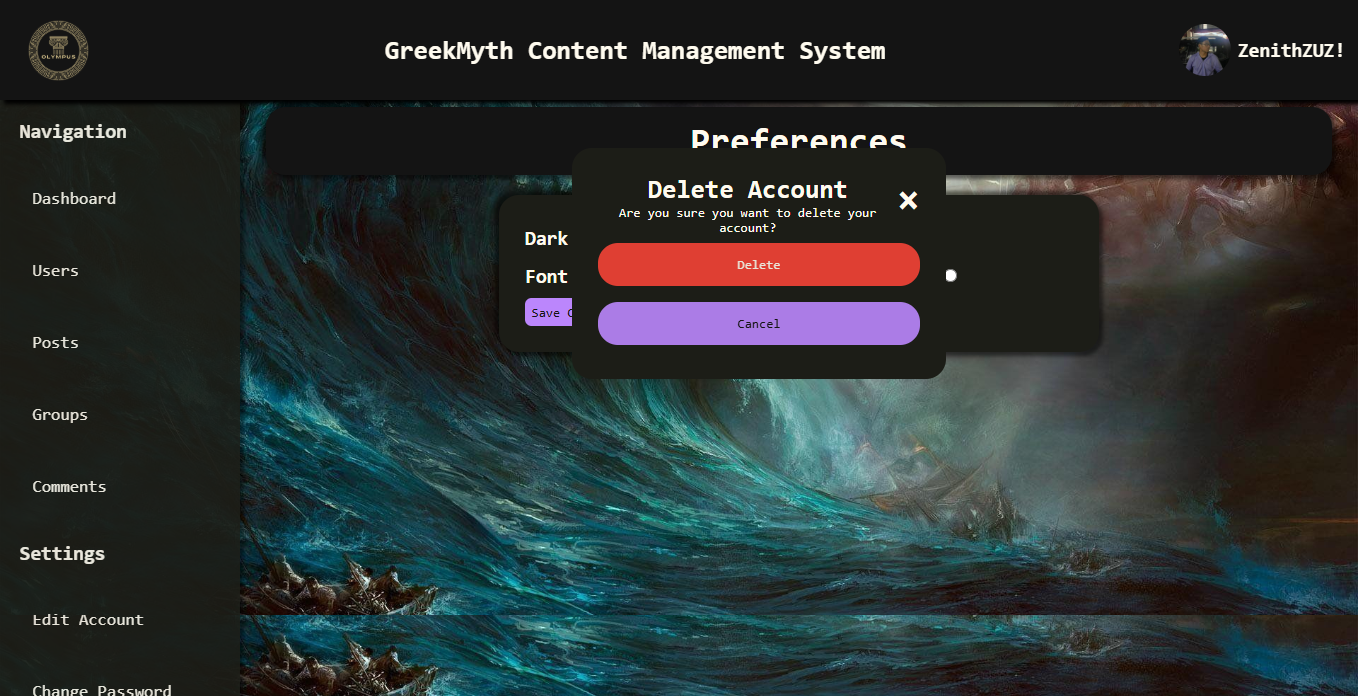 OLYMPUS
GreekMyth Content Management System
ZenithZUZ!
Navigation
Dashboard
Users
Posts
Groups
Comments
Settings
Edit Account
Change Password
Preferences
Dark
Font
Save
Delete Account
×
Are you sure you want to delete your
account?
Delete
Cancel